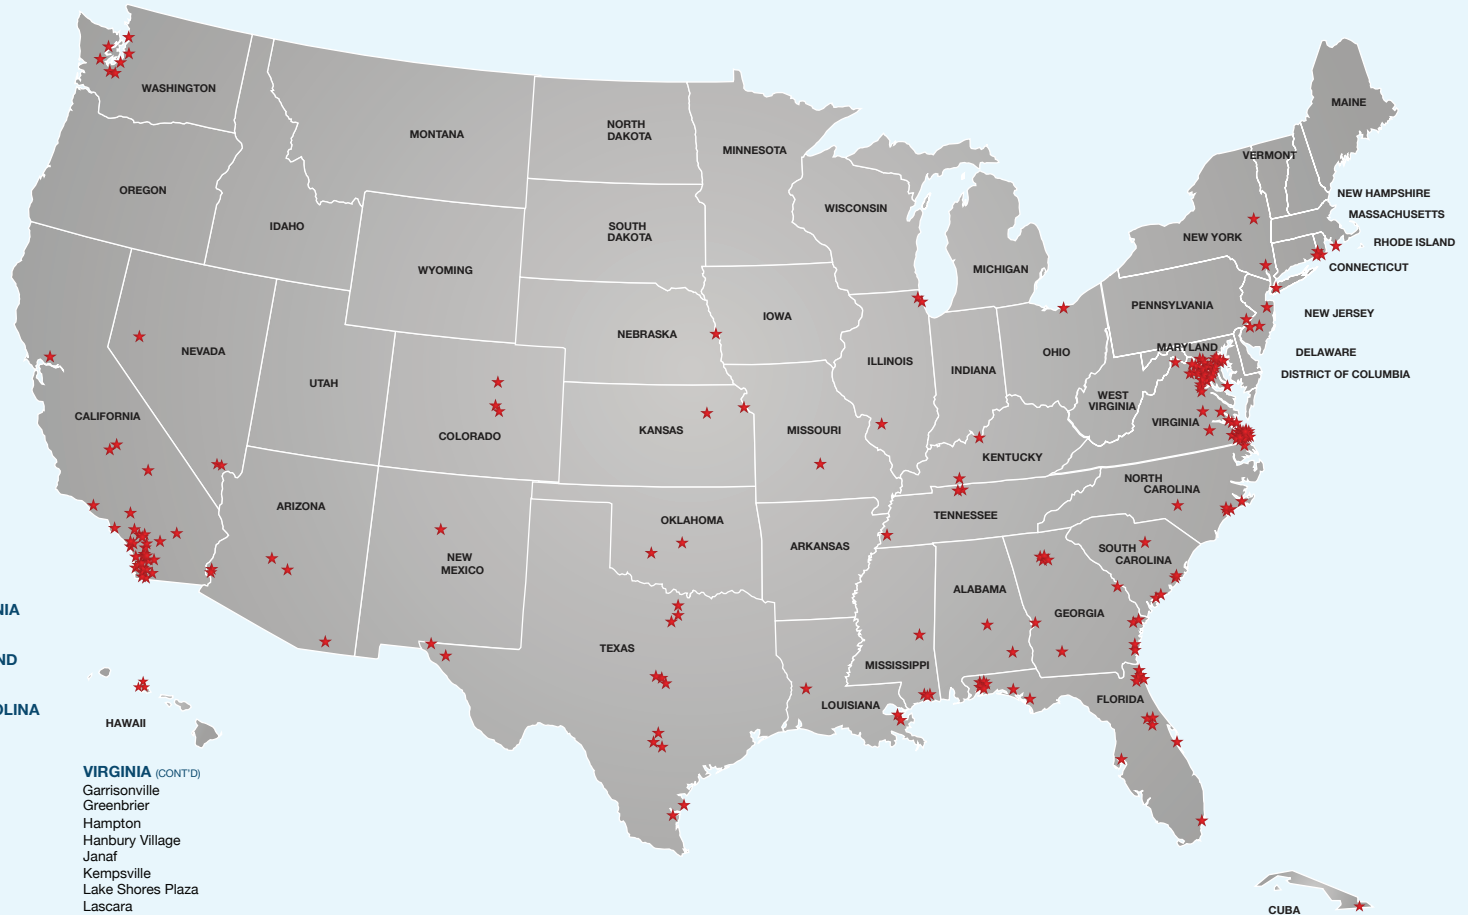 WASHINGTON
MONTANA
NORTH
DAKOTA
MINNESOTA
MAINE
VERMONT
OREGON
IDAHO
WYOMING
SOUTH
DAKOTA
WISCONSIN
MICHIGAN
NEW YORK
NEW HAMPSHIRE
MASSACHUSETTS
RHODE ISLAND
CONNECTICUT
NEVADA
UTAH
NEBRASKA
IOWA
ILLINOIS
INDIANA
OHIO
PENNSYLVANIA
NEW JERSEY
MARYLAND
DELAWARE
DISTRICT OF COLUMBIA
CALIFORNIA
COLORADO
KANSAS
MISSOURI
KENTUCKY
WEST
VIRGINIA
VIRGINIA
ARIZONA
NEW
MEXICO
OKLAHOMA
ARKANSAS
TENNESSEE
NORTH
CAROLINA
SOUTH
CAROLINA
TEXAS
LOUISIANA
MISSISSIPPI
ALABAMA
GEORGIA
FLORIDA
NIA
ND
OLINA
HAWAII
CUBA
VIRGINIA (CONT'D)
Garrisonville
Greenbrier
Hampton
Hanbury Village
Janaf
Kempsville
Lake Shores Plaza
Lascara